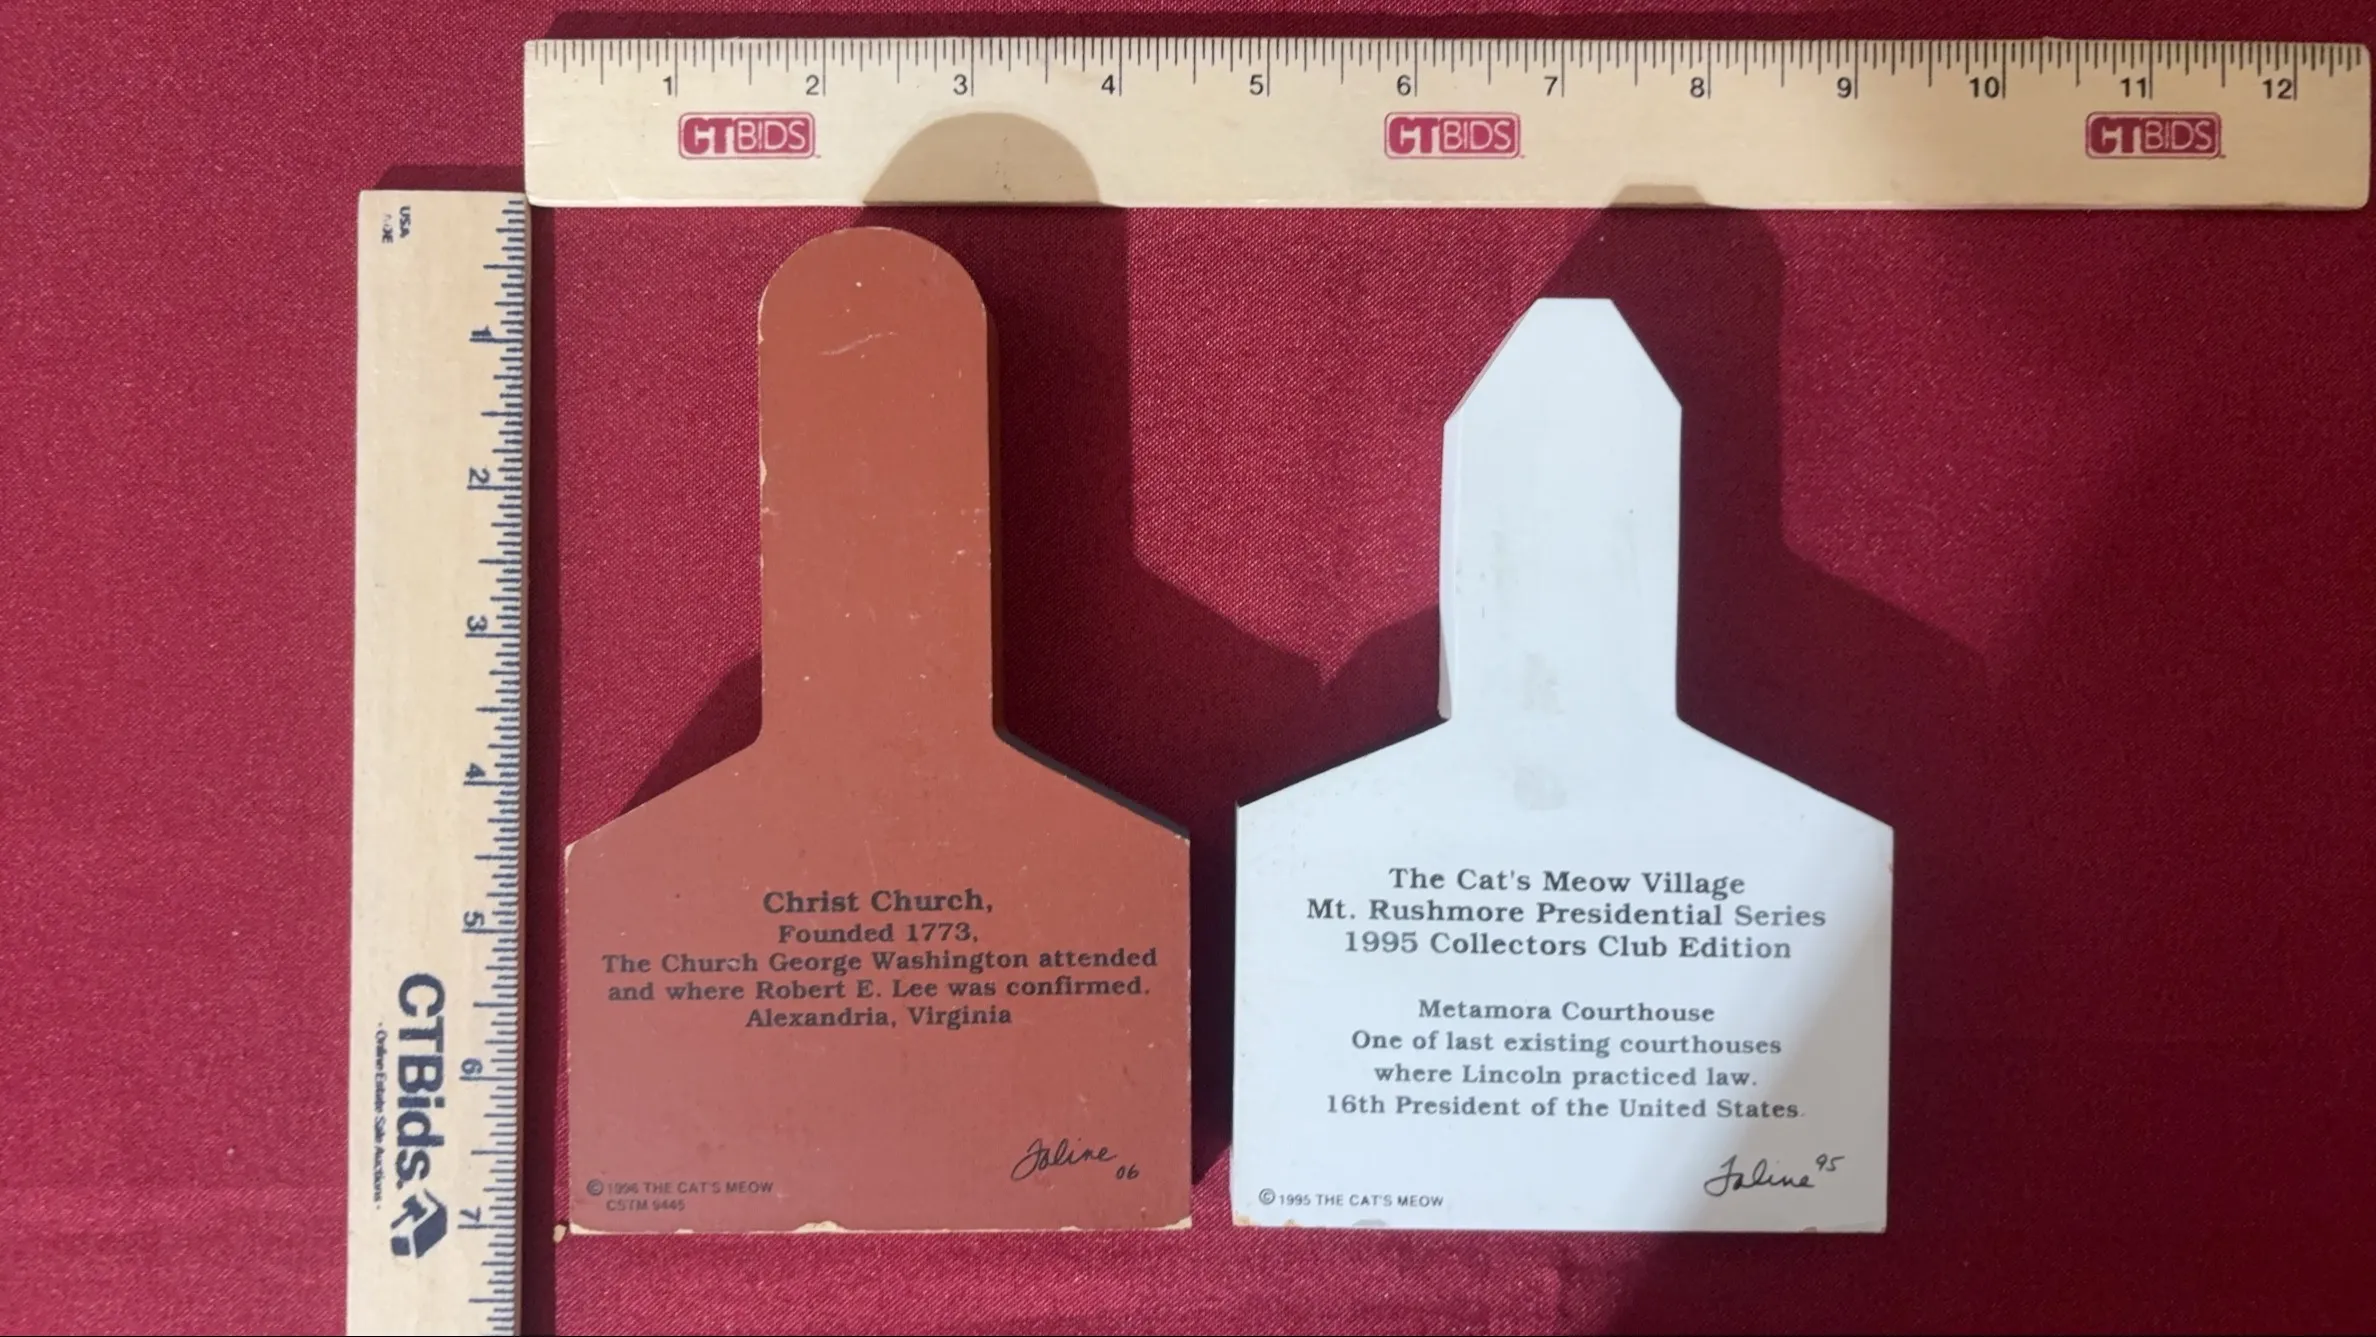 1 2 3 4 5 6 7 8 9 10 11 12
CTBIDS CTBIDS CTBIDS
USA
1
2
3
4
5
6
7
CTBids
- Online Estate Sale Auctions -
Christ Church,
Founded 1773,
The Church George Washington attended
and where Robert E. Lee was confirmed.
Alexandria, Virginia
Faline
06
© 1996 THE CAT'S MEOW
CSTM 9445
The Cat's Meow Village
Mt. Rushmore Presidential Series
1995 Collectors Club Edition
Metamora Courthouse
One of last existing courthouses
where Lincoln practiced law.
16th President of the United States.
Faline 95
© 1995 THE CAT'S MEOW